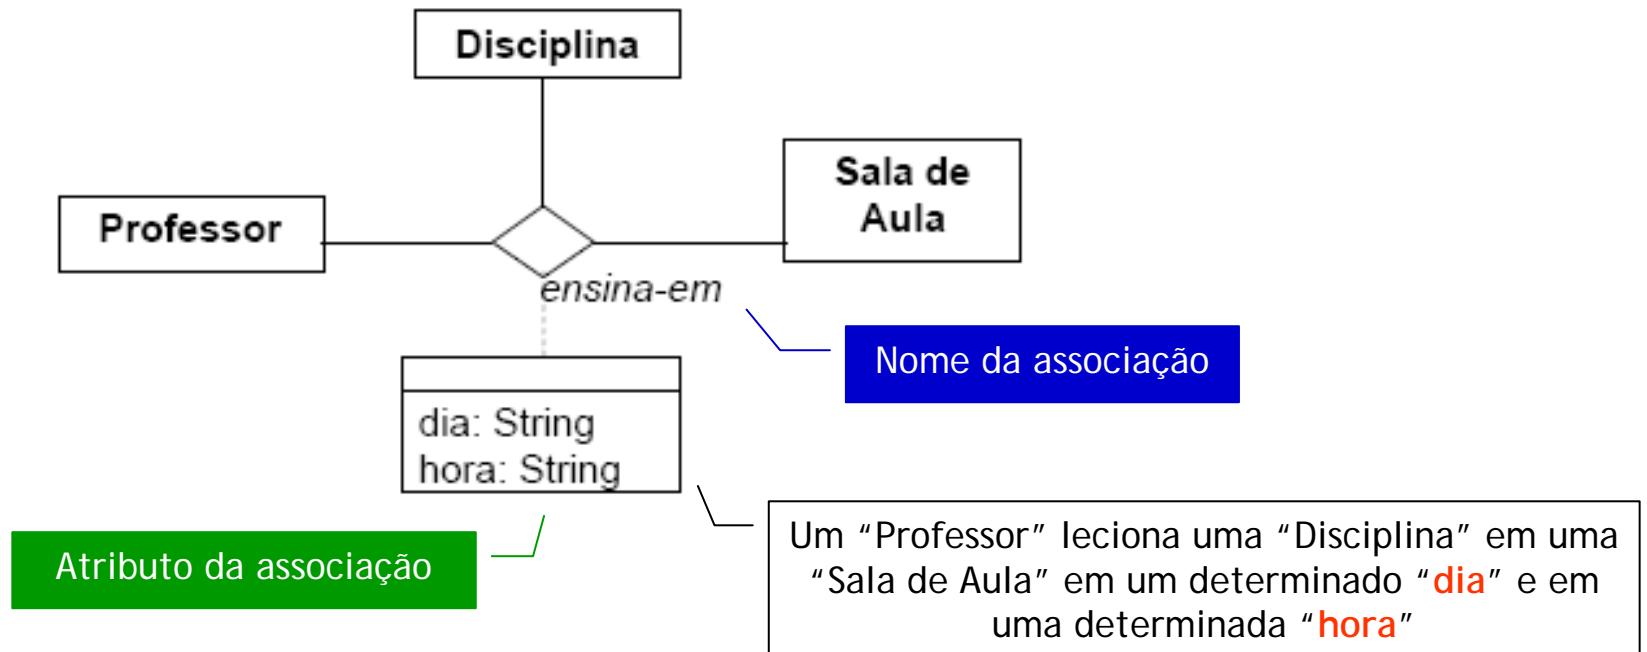 Disciplina
Sala de
Aula
Professor
ensina-em
Nome da associação
dia: String
hora: String
Atributo da associação
Um “Professor” leciona uma “Disciplina” em uma
“Sala de Aula” em um determinado “dia” e em
uma determinada “hora”